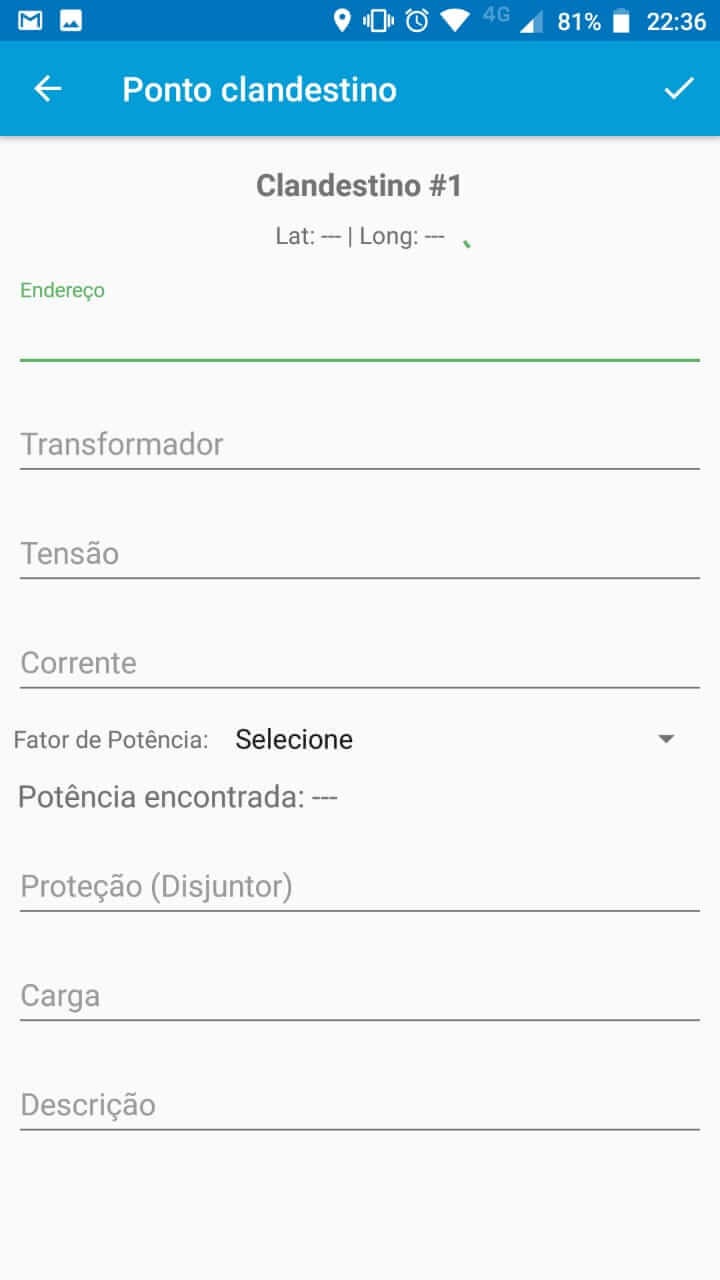 4G 81% 22:36
Ponto clandestino
Clandestino #1
Lat: --- | Long: ---
Endereço
Transformador
Tensão
Corrente
Fator de Potência: Selecione
Potência encontrada: ---
Proteção (Disjuntor)
Carga
Descrição